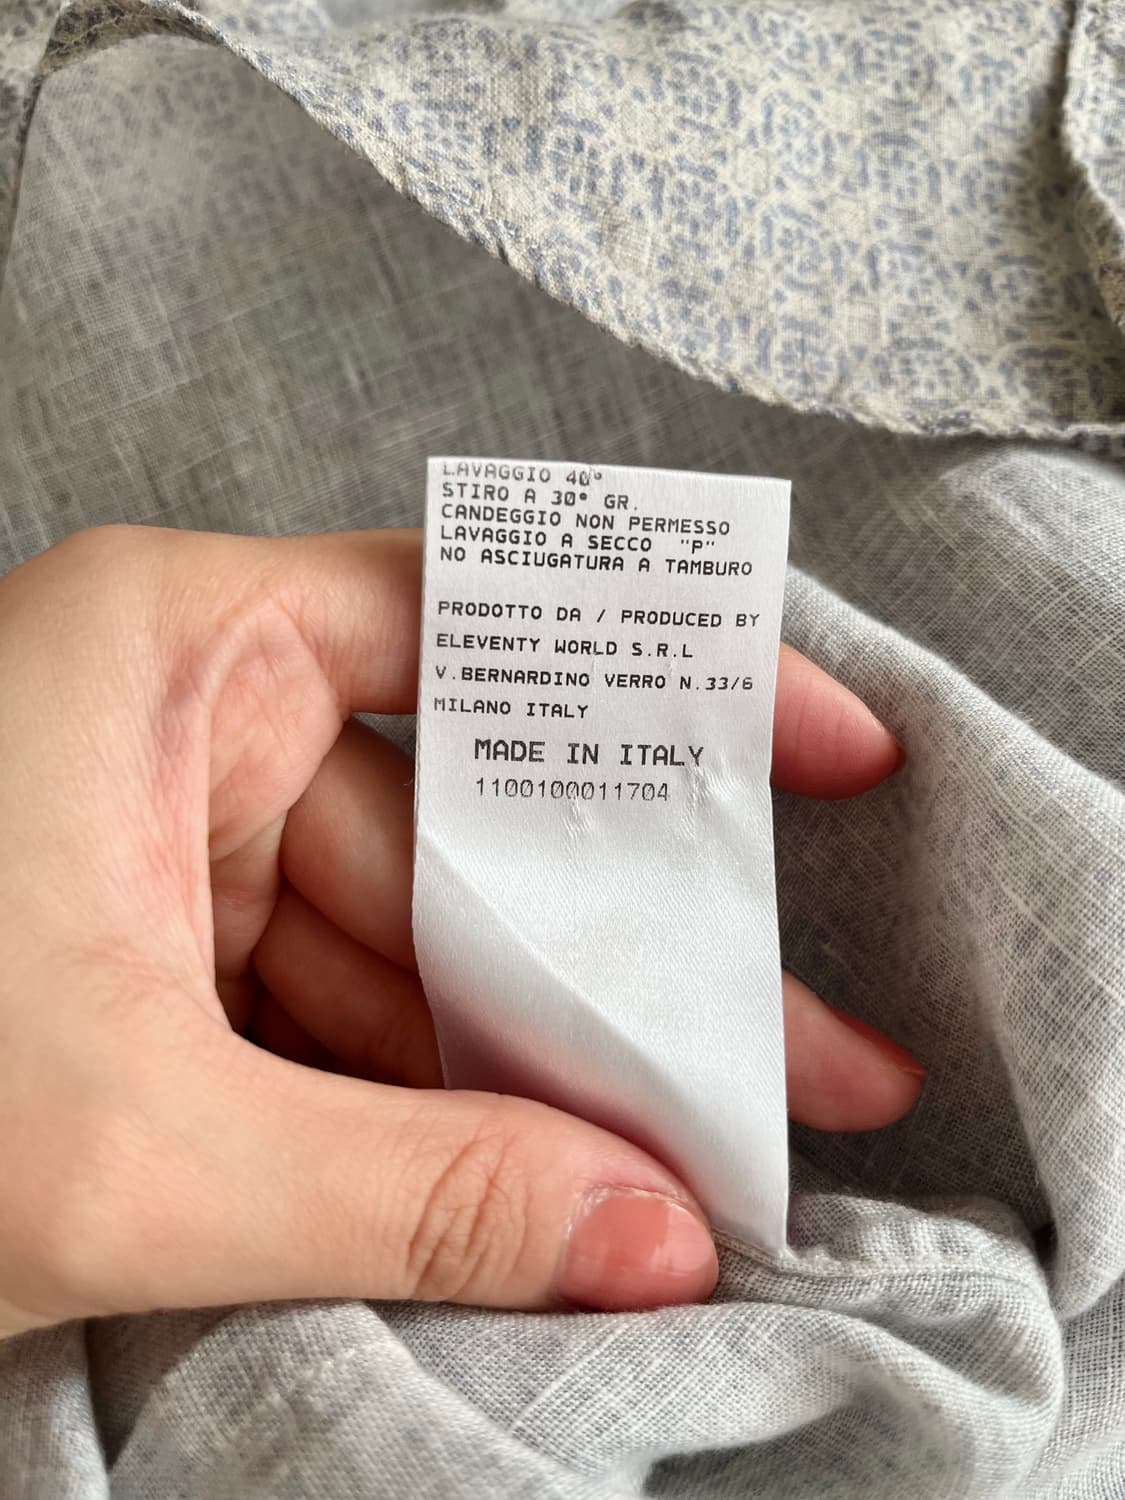 LAVAGGIO 40°
STIRO A 30° GR.
CANDEGGIO NON PERMESSO
LAVAGGIO A SECCO "P"
NO ASCIUGATURA A TAMBURO
PRODOTTO DA / PRODUCED BY
ELEVENTY WORLD S.R.L
V.BERNARDINO VERRO N.33/6
MILANO ITALY
MADE IN ITALY
1100100011704